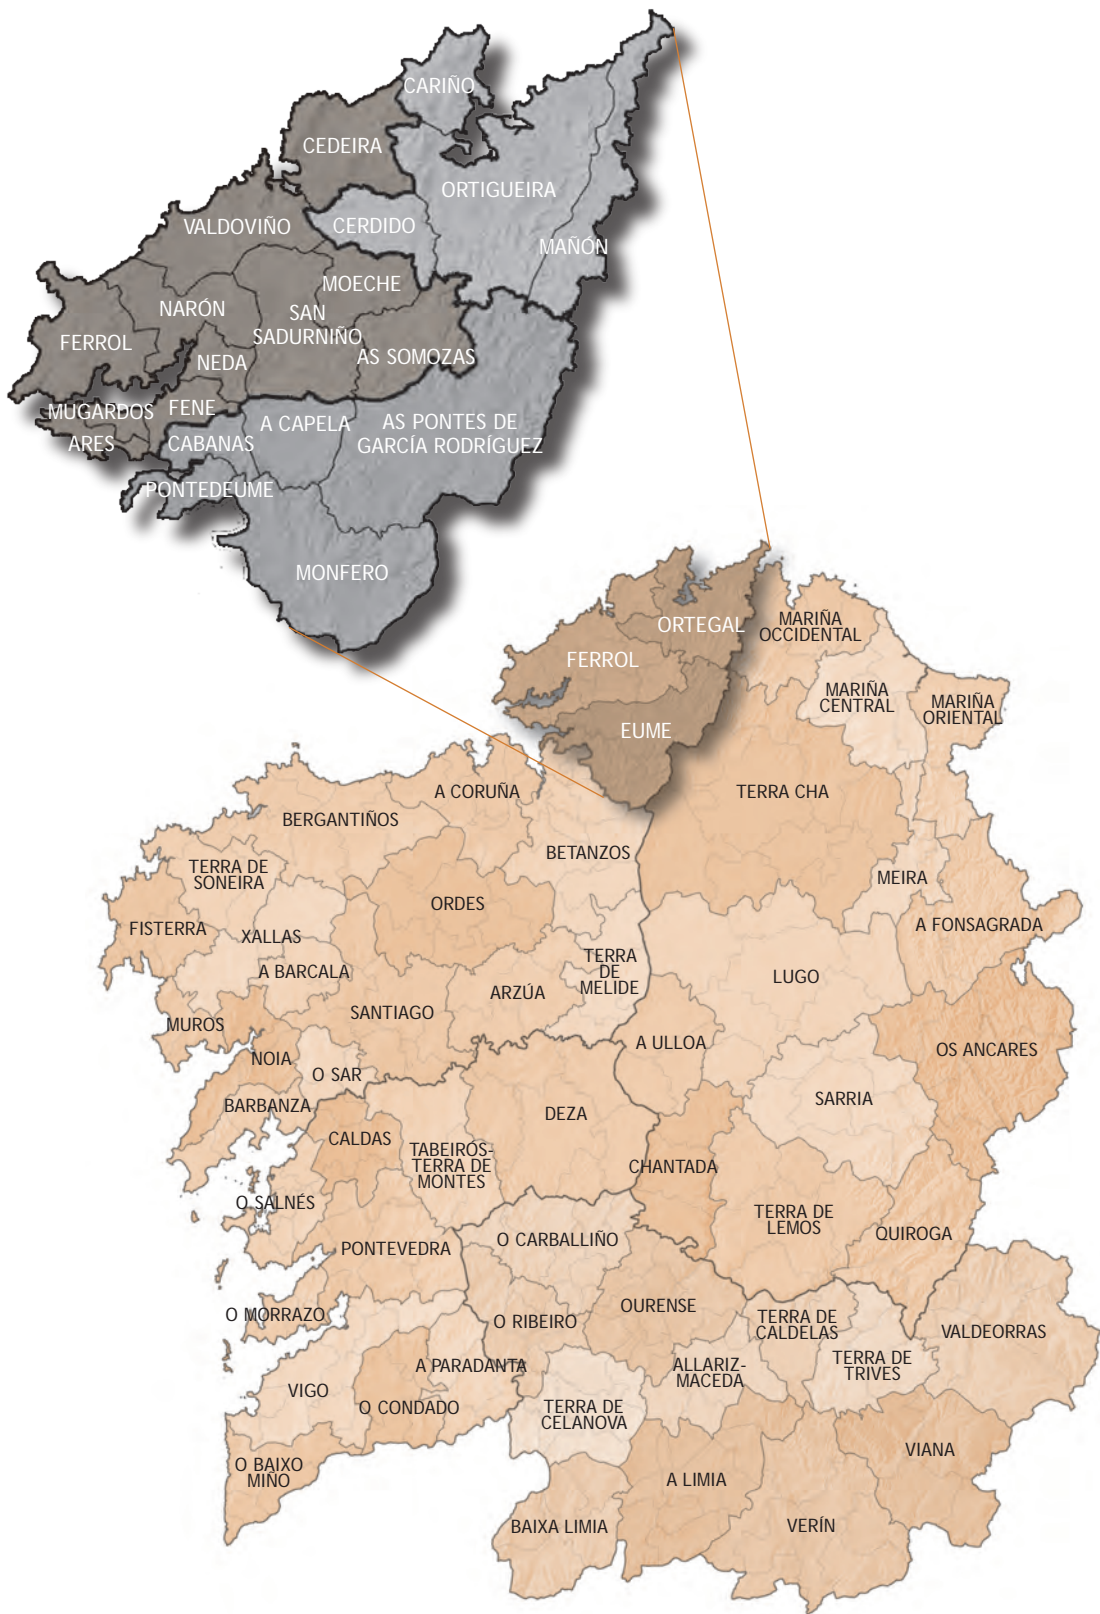 CARIÑO
CEDEIRA
ORTIGUEIRA
VALDOVIÑO
CERDIDO
MAÑÓN
MOECHE
NARÓN
SAN
SADURNIÑO
FERROL
AS SOMOZAS
NEDA
MUGARDOS
FENE
ARES
CABANAS
A CAPELA
AS PONTES DE
GARCÍA RODRÍGUEZ
PONTEDEUME
MONFERO
ORTEGAL
FERROL
EUME
MARIÑA
OCCIDENTAL
MARIÑA
CENTRAL
MARIÑA
ORIENTAL
A CORUÑA
TERRA CHA
BERGANTIÑOS
BETANZOS
TERRA DE
SONEIRA
MEIRA
ORDES
FISTERRA
A FONSAGRADA
XALLAS
A BARCALA
TERRA
DE
MELIDE
LUGO
ARZÚA
SANTIAGO
MUROS
NOIA
A ULLOA
OS ANCARES
O SAR
BARBANZA
SARRIA
DEZA
CALDAS
TABEIRÓS-
TERRA DE
MONTES
CHANTADA
O SALNÉS
TERRA DE
LEMOS
QUIROGA
PONTEVEDRA
O CARBALLIÑO
O MORRAZO
O RIBEIRO
OURENSE
TERRA DE
CALDELAS
VALDEORRAS
TERRA DE
TRIVES
A PARADANTA
ALLARIZ-
MACEDA
VIGO
O CONDADO
TERRA DE
CELANOVA
VIANA
O BAIXO
MIÑO
A LIMIA
BAIXA LIMIA
VERÍN